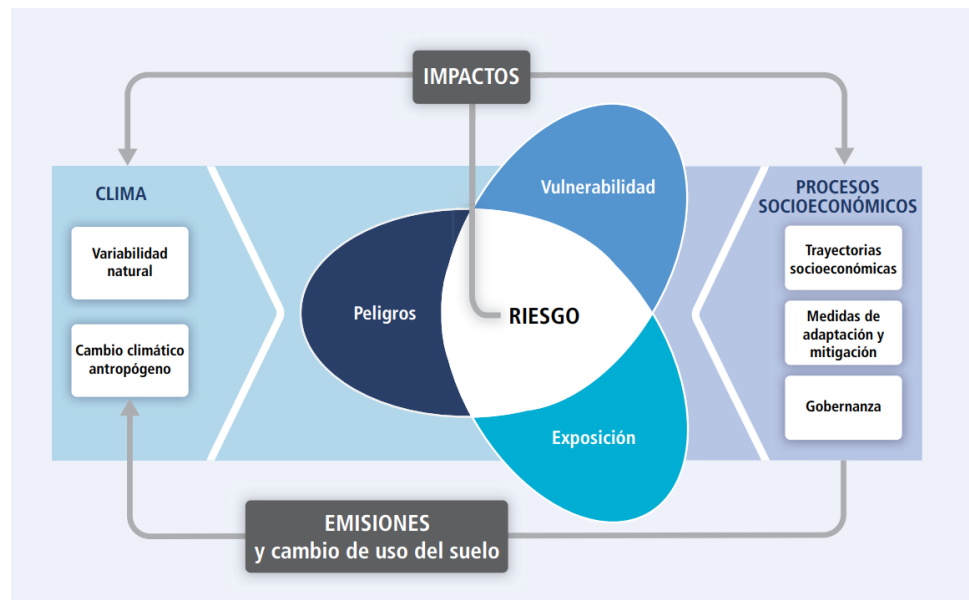 IMPACTOS
CLIMA
Variabilidad
natural
Cambio climático
antropógeno
Vulnerabilidad
Peligros
RIESGO
Exposición
PROCESOS
SOCIOECONÓMICOS
Trayectorias
socioeconómicas
Medidas de
adaptación y
mitigación
Gobernanza
EMISIONES
y cambio de uso del suelo